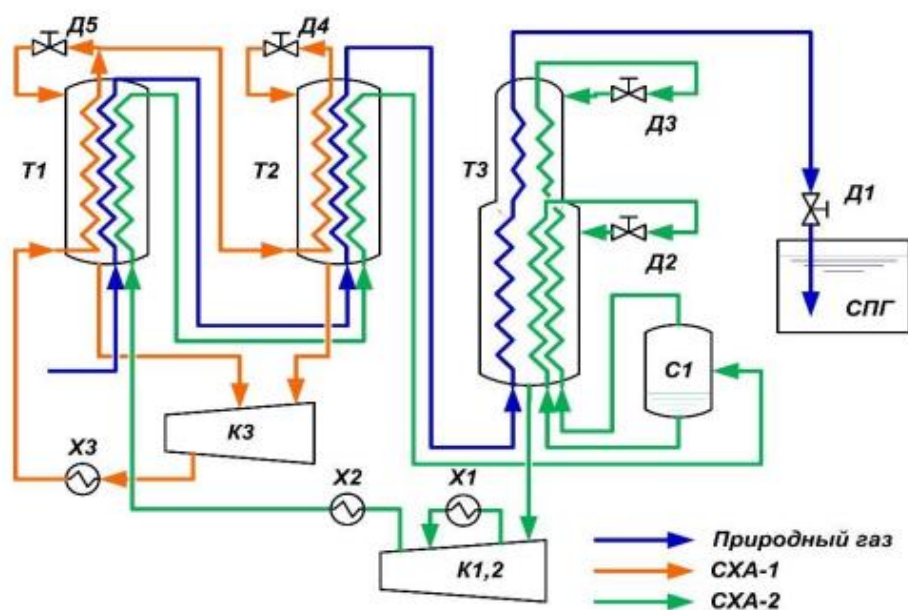 Д5
Д4
Д3
Т1
Т2
Т3
Д1
Д2
СПГ
С1
К3
Х3
Х2
Х1
К1,2
Природный газ
СХА-1
СХА-2